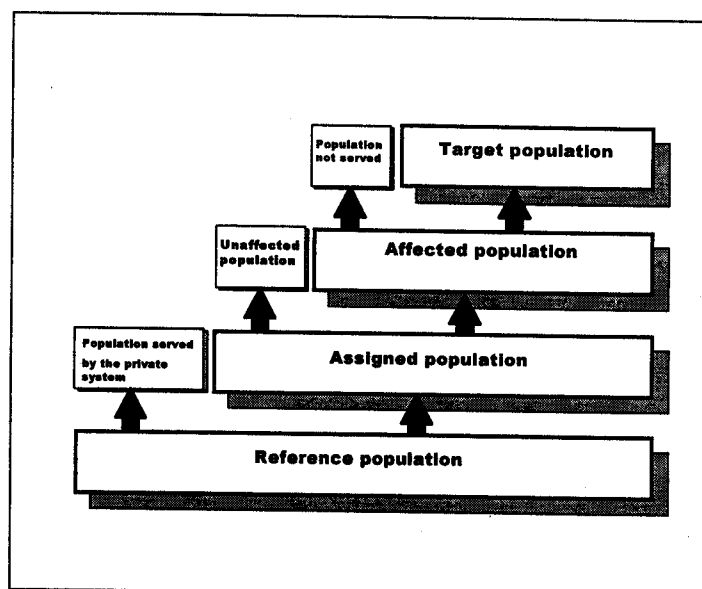 Population
not served
Target population
Unaffected
population
Affected population
Population served
by the private
system
Assigned population
Reference population